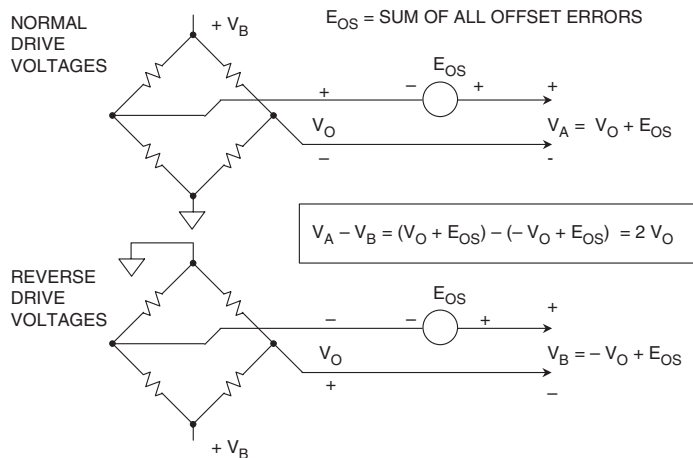 NORMAL
DRIVE
VOLTAGES
+ V_B
E_OS = SUM OF ALL OFFSET ERRORS
E_OS
+
−
+
+
V_O
V_A = V_O + E_OS
−
-
V_A − V_B = (V_O + E_OS) − (− V_O + E_OS) = 2 V_O
REVERSE
DRIVE
VOLTAGES
E_OS
−
−
+
+
V_O
V_B = − V_O + E_OS
+
−
+ V_B